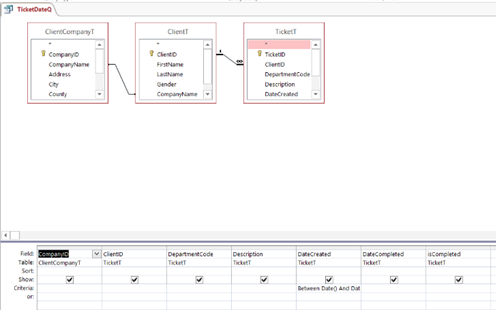 TicketDateQ
ClientCompanyT
*
CompanyID
CompanyName
Address
City
County
ClientT
*
ClientID
FirstName
LastName
Gender
CompanyName
TicketT
*
TicketID
ClientID
DepartmentCode
Description
DateCreated
1
∞
Field: CompanyID ClientID DepartmentCode Description DateCreated DateCompleted isCompleted
Table: ClientCompanyT TicketT TicketT TicketT TicketT TicketT TicketT
Sort:
Show:
Criteria: Between Date() And Dat
or: